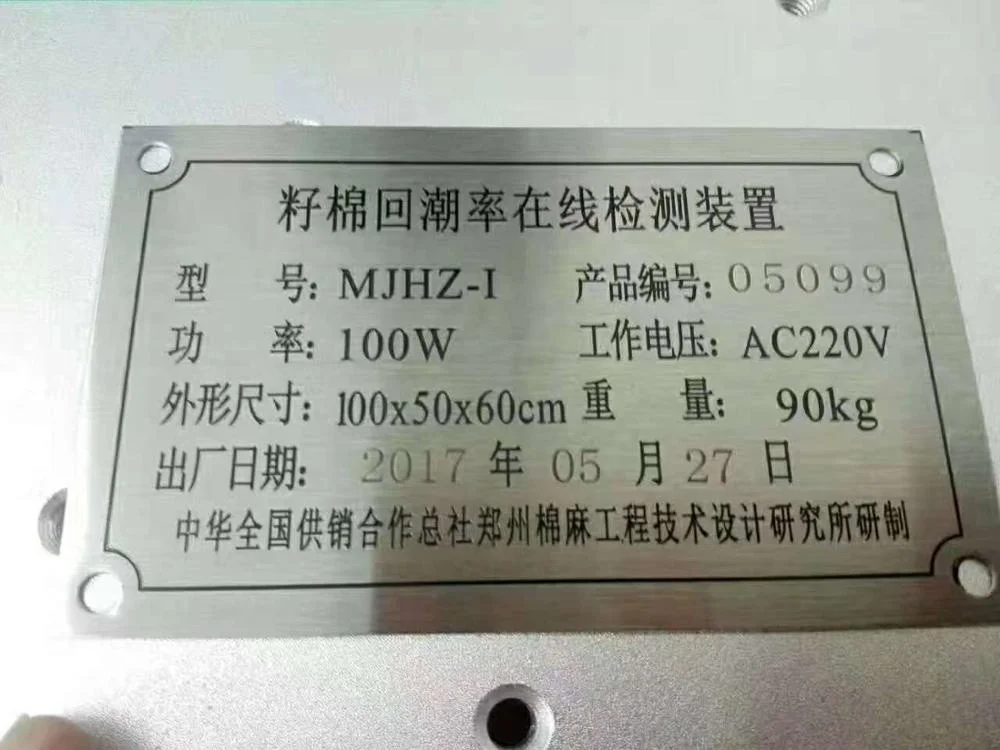 籽棉回潮率在线检测装置
型 号: MJHZ-I 产品编号: 05099
功 率: 100W 工作电压: AC220V
外形尺寸: 100x50x60cm 重 量: 90kg
出厂日期: 2017 年 05 月 27 日
中华全国供销合作总社郑州棉麻工程技术设计研究所研制